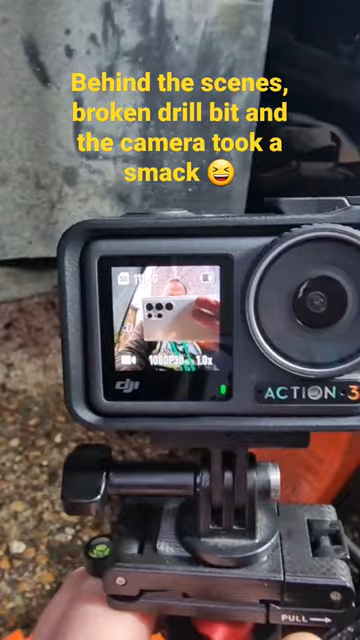 Behind the scenes,
broken drill bit and
the camera took a
smack 😆
1080P30 1.0x
dji
ACTION 3
PULL